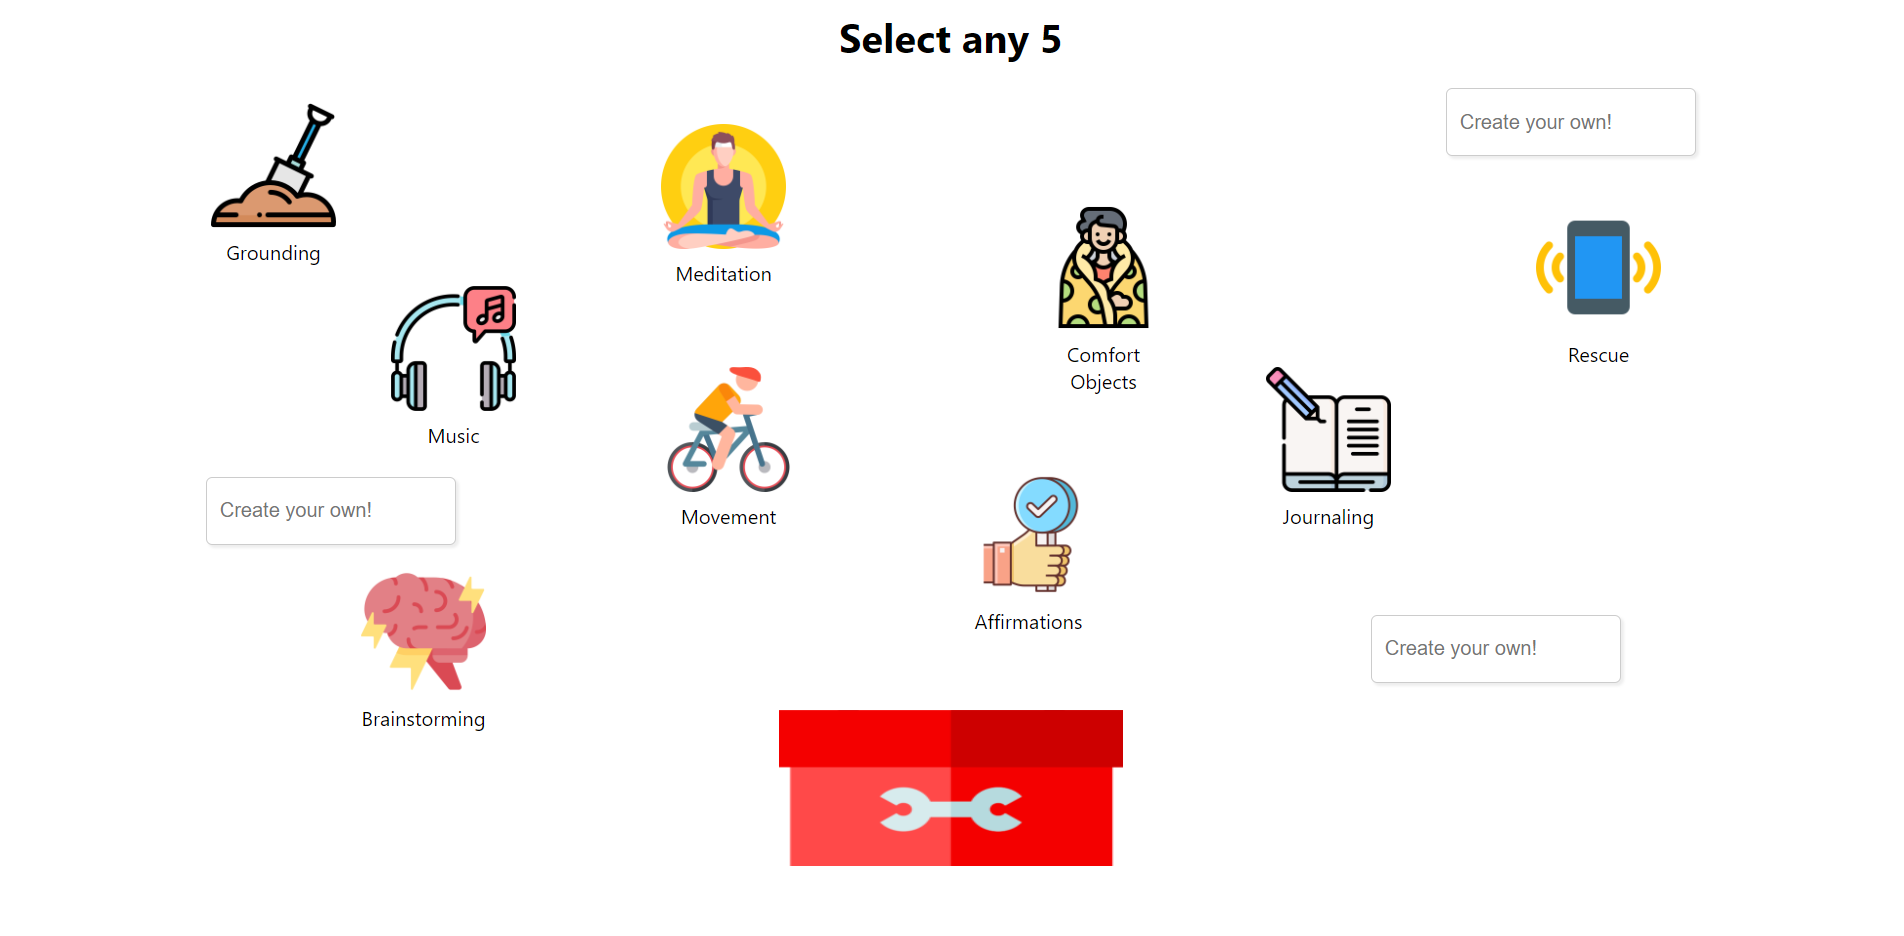 Select any 5
Create your own!
Grounding
Meditation
Comfort
Objects
Rescue
Music
Movement
Journaling
Create your own!
Affirmations
Create your own!
Brainstorming